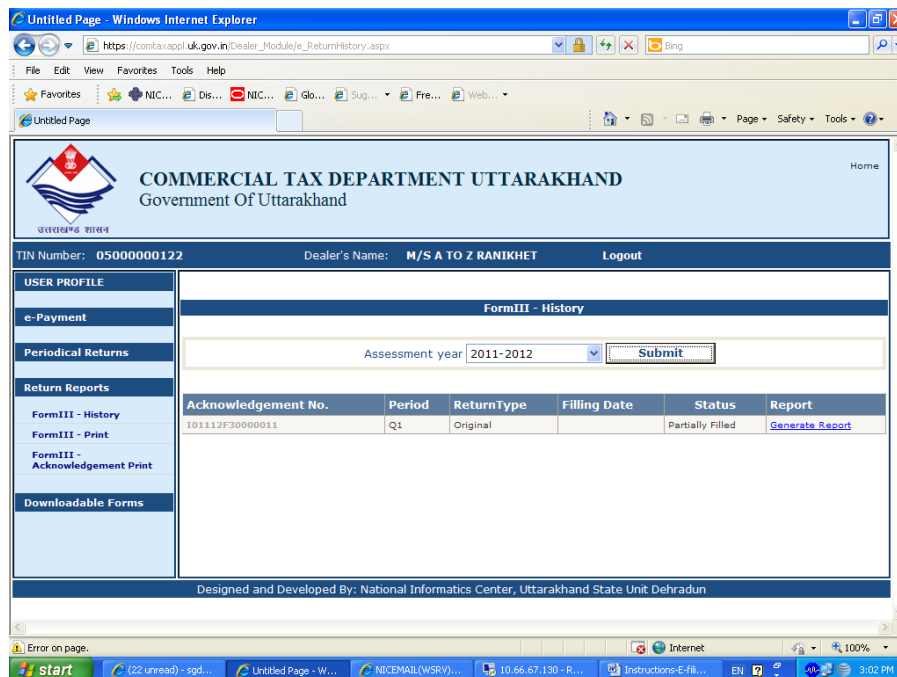 Untitled Page - Windows Internet Explorer
https://comtaxappl.uk.gov.in/Dealer_Module/e_ReturnHistory.aspx
Bing
File Edit View Favorites Tools Help
Favorites NIC... Dis... NIC... Glo... Sug... Fre... Web...
Untitled Page
Page Safety Tools
COMMERCIAL TAX DEPARTMENT UTTARAKHAND
Government Of Uttarakhand
Home
उत्तराखण्ड शासन
TIN Number: 05000000122 Dealer's Name: M/S A TO Z RANIKHET Logout
USER PROFILE
e-Payment
Periodical Returns
Return Reports
FormIII - History
FormIII - Print
FormIII -
Acknowledgement Print
Downloadable Forms
FormIII - History
Assessment year 2011-2012 Submit
Acknowledgement No. Period ReturnType Filling Date Status Report
I01112F30000011 Q1 Original Partially Filled Generate Report
Designed and Developed By: National Informatics Center, Uttarakhand State Unit Dehradun
Error on page. Internet 100%
start (22 unread) - sgd... Untitled Page - W... NICEMAIL(WSRV)... 10.66.67.130 - R... Instructions-E-fili... EN 3:02 PM